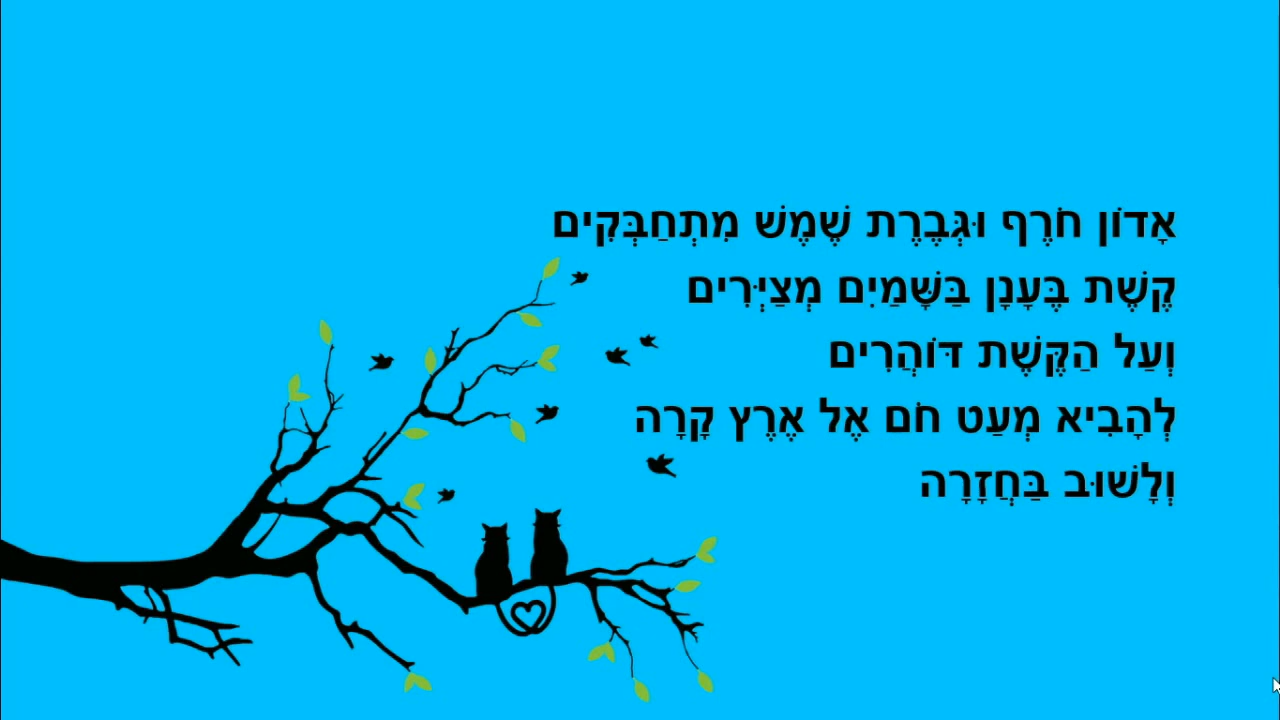 אָדוֹן חֹרֶף וּגְּבֶרֶת שֶׁמֶשׁ מִתְחַבְּקִים
קֶשֶׁת בֶּעָנָן בַּשָּׁמַיִם מְצַיְּרִים
וְעַל הַקֶּשֶׁת דּוֹהֲרִים
לְהָבִיא מְעַט חֹם אֶל אֶרֶץ קָרָה
וְלָשׁוּב בַּחֲזָרָה